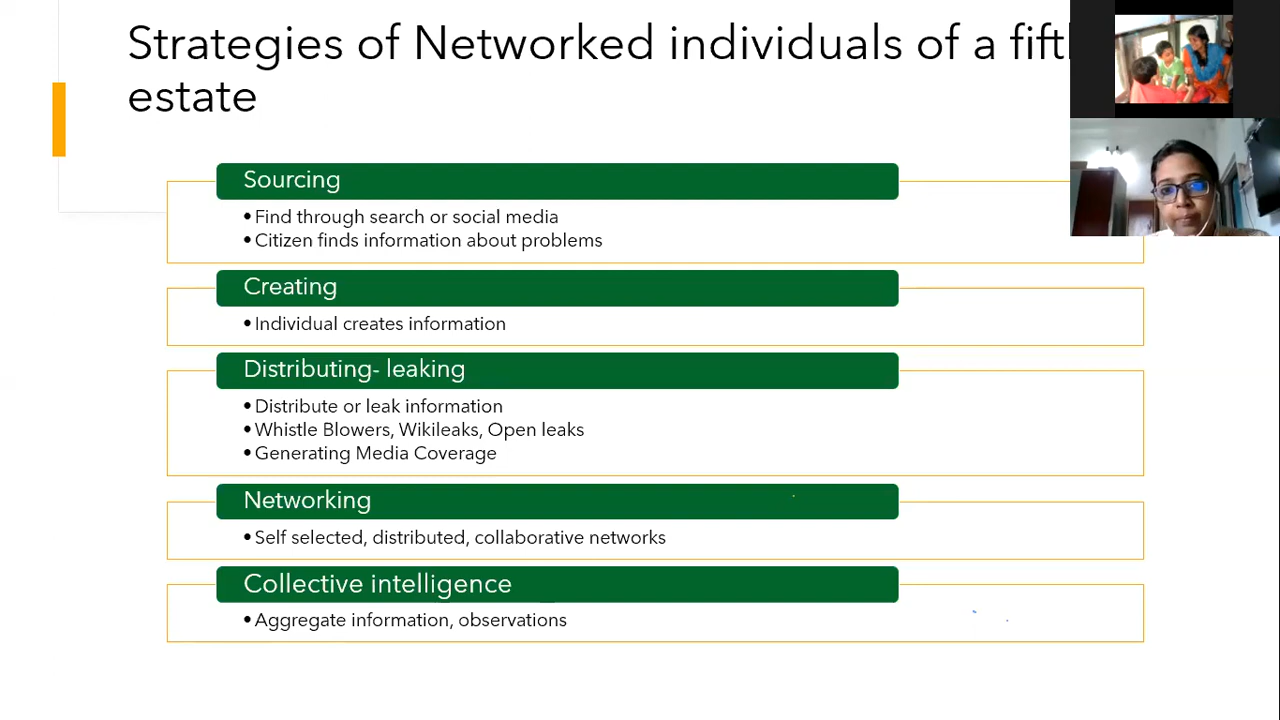 Strategies of Networked individuals of a fift
estate
Sourcing
• Find through search or social media
• Citizen finds information about problems
Creating
• Individual creates information
Distributing- leaking
• Distribute or leak information
• Whistle Blowers, Wikileaks, Open leaks
• Generating Media Coverage
Networking
• Self selected, distributed, collaborative networks
Collective intelligence
• Aggregate information, observations